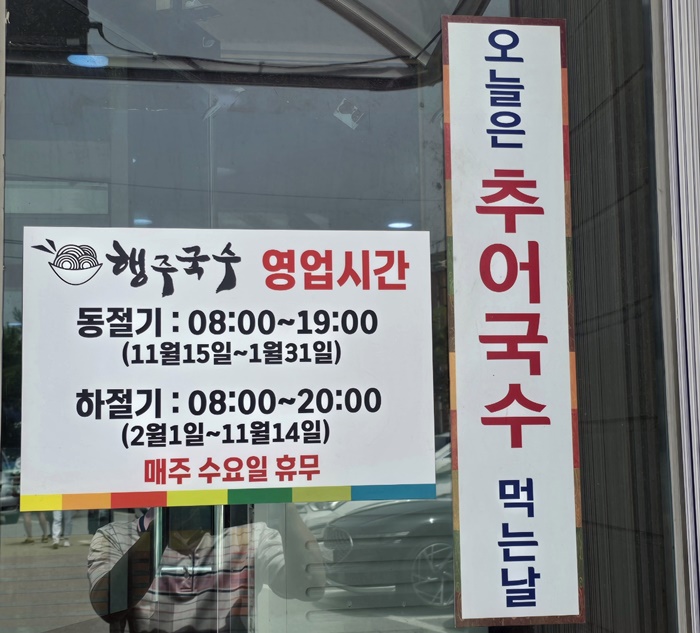 행주국수 영업시간
동절기 : 08:00~19:00
(11월15일~1월31일)
하절기 : 08:00~20:00
(2월1일~11월14일)
매주 수요일 휴무
오늘은 추어국수 먹는날